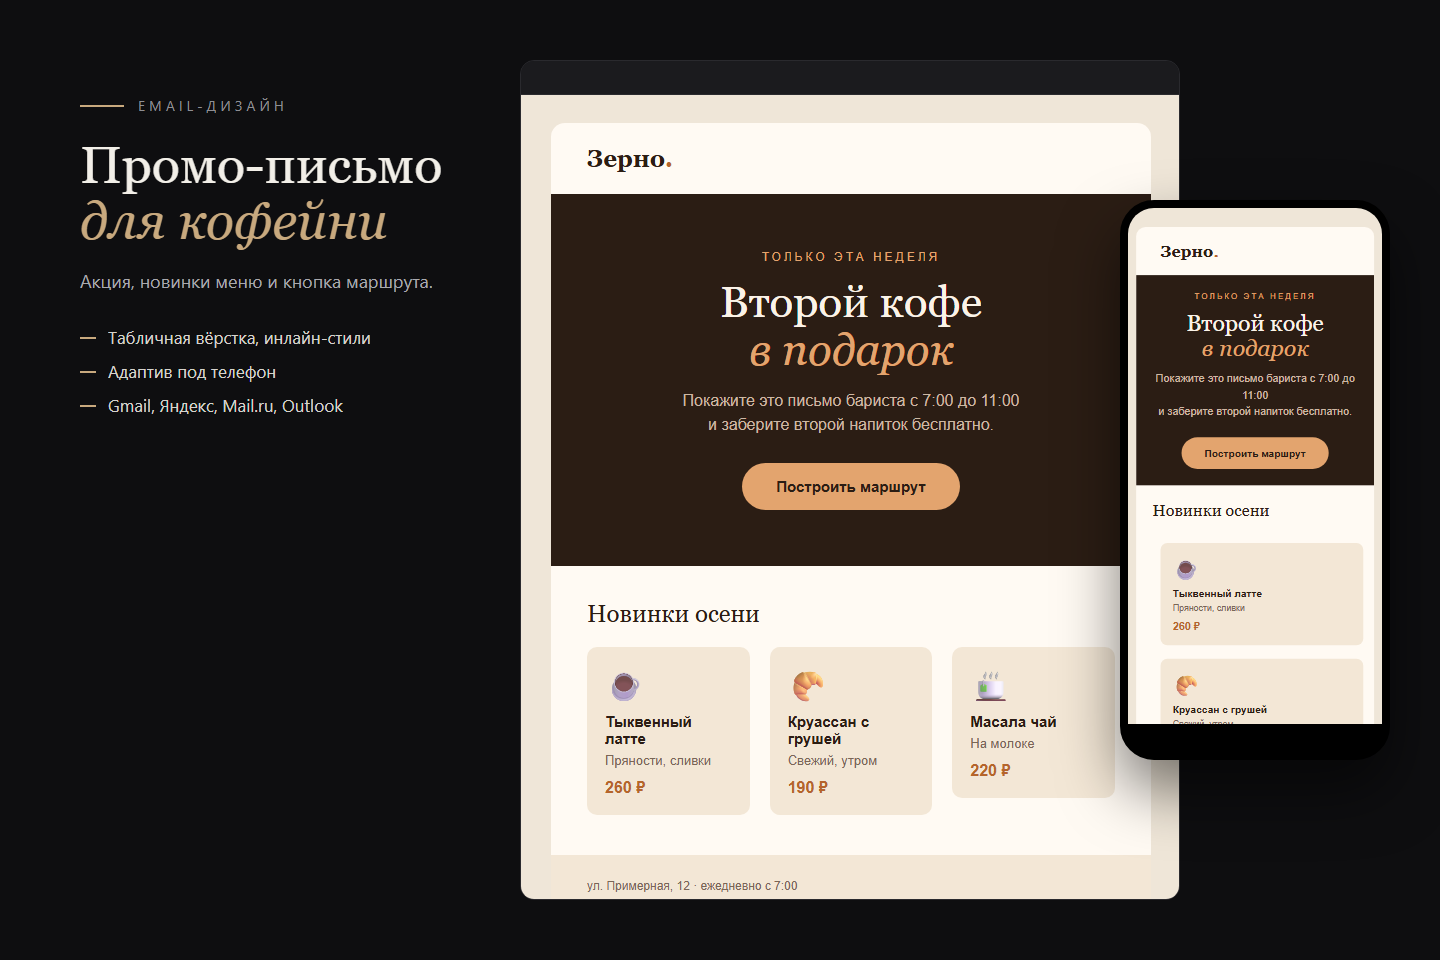 EMAIL-ДИЗАЙН
Промо-письмо
для кофейни
Акция, новинки меню и кнопка маршрута.
Табличная вёрстка, инлайн-стили
Адаптив под телефон
Gmail, Яндекс, Mail.ru, Outlook
Зерно.
ТОЛЬКО ЭТА НЕДЕЛЯ
Второй кофе
в подарок
Покажите это письмо бариста с 7:00 до 11:00
и заберите второй напиток бесплатно.
Построить маршрут
Новинки осени
Тыквенный
латте
Пряности, сливки
260 ₽
Круассан с
грушей
Свежий, утром
190 ₽
Масала чай
На молоке
220 ₽
ул. Примерная, 12 · ежедневно с 7:00
Зерно.
ТОЛЬКО ЭТА НЕДЕЛЯ
Второй кофе
в подарок
Покажите это письмо бариста с 7:00 до
11:00
и заберите второй напиток бесплатно.
Построить маршрут
Новинки осени
Тыквенный латте
Пряности, сливки
260 ₽
Круассан с грушей
Свежий, утром